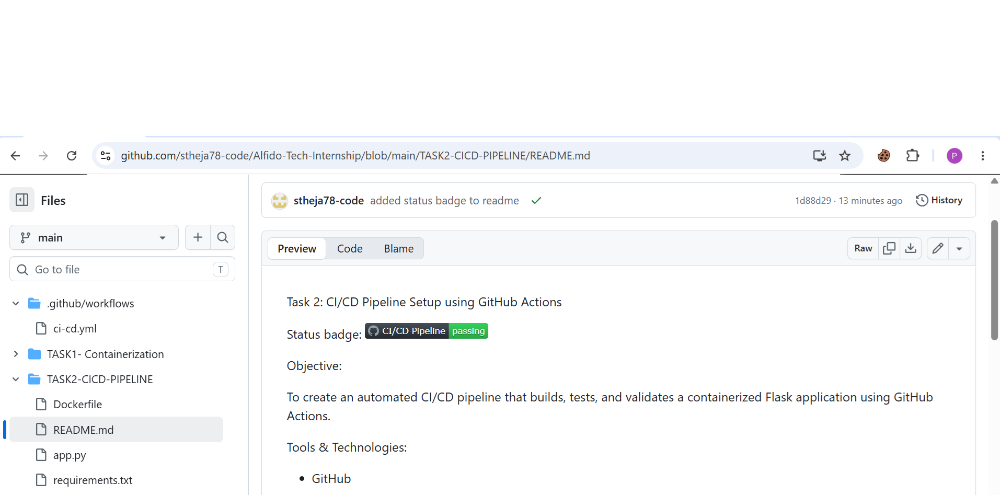 github.com/stheja78-code/Alfido-Tech-Internship/blob/main/TASK2-CICD-PIPELINE/README.md
P
Files
main
Go to file
T
.github/workflows
ci-cd.yml
TASK1- Containerization
TASK2-CICD-PIPELINE
Dockerfile
README.md
app.py
requirements.txt
stheja78-code added status badge to readme
1d88d29 · 13 minutes ago
History
Preview
Code
Blame
Raw
Task 2: CI/CD Pipeline Setup using GitHub Actions
Status badge: CI/CD Pipeline passing
Objective:
To create an automated CI/CD pipeline that builds, tests, and validates a containerized Flask application using GitHub
Actions.
Tools & Technologies:
• GitHub